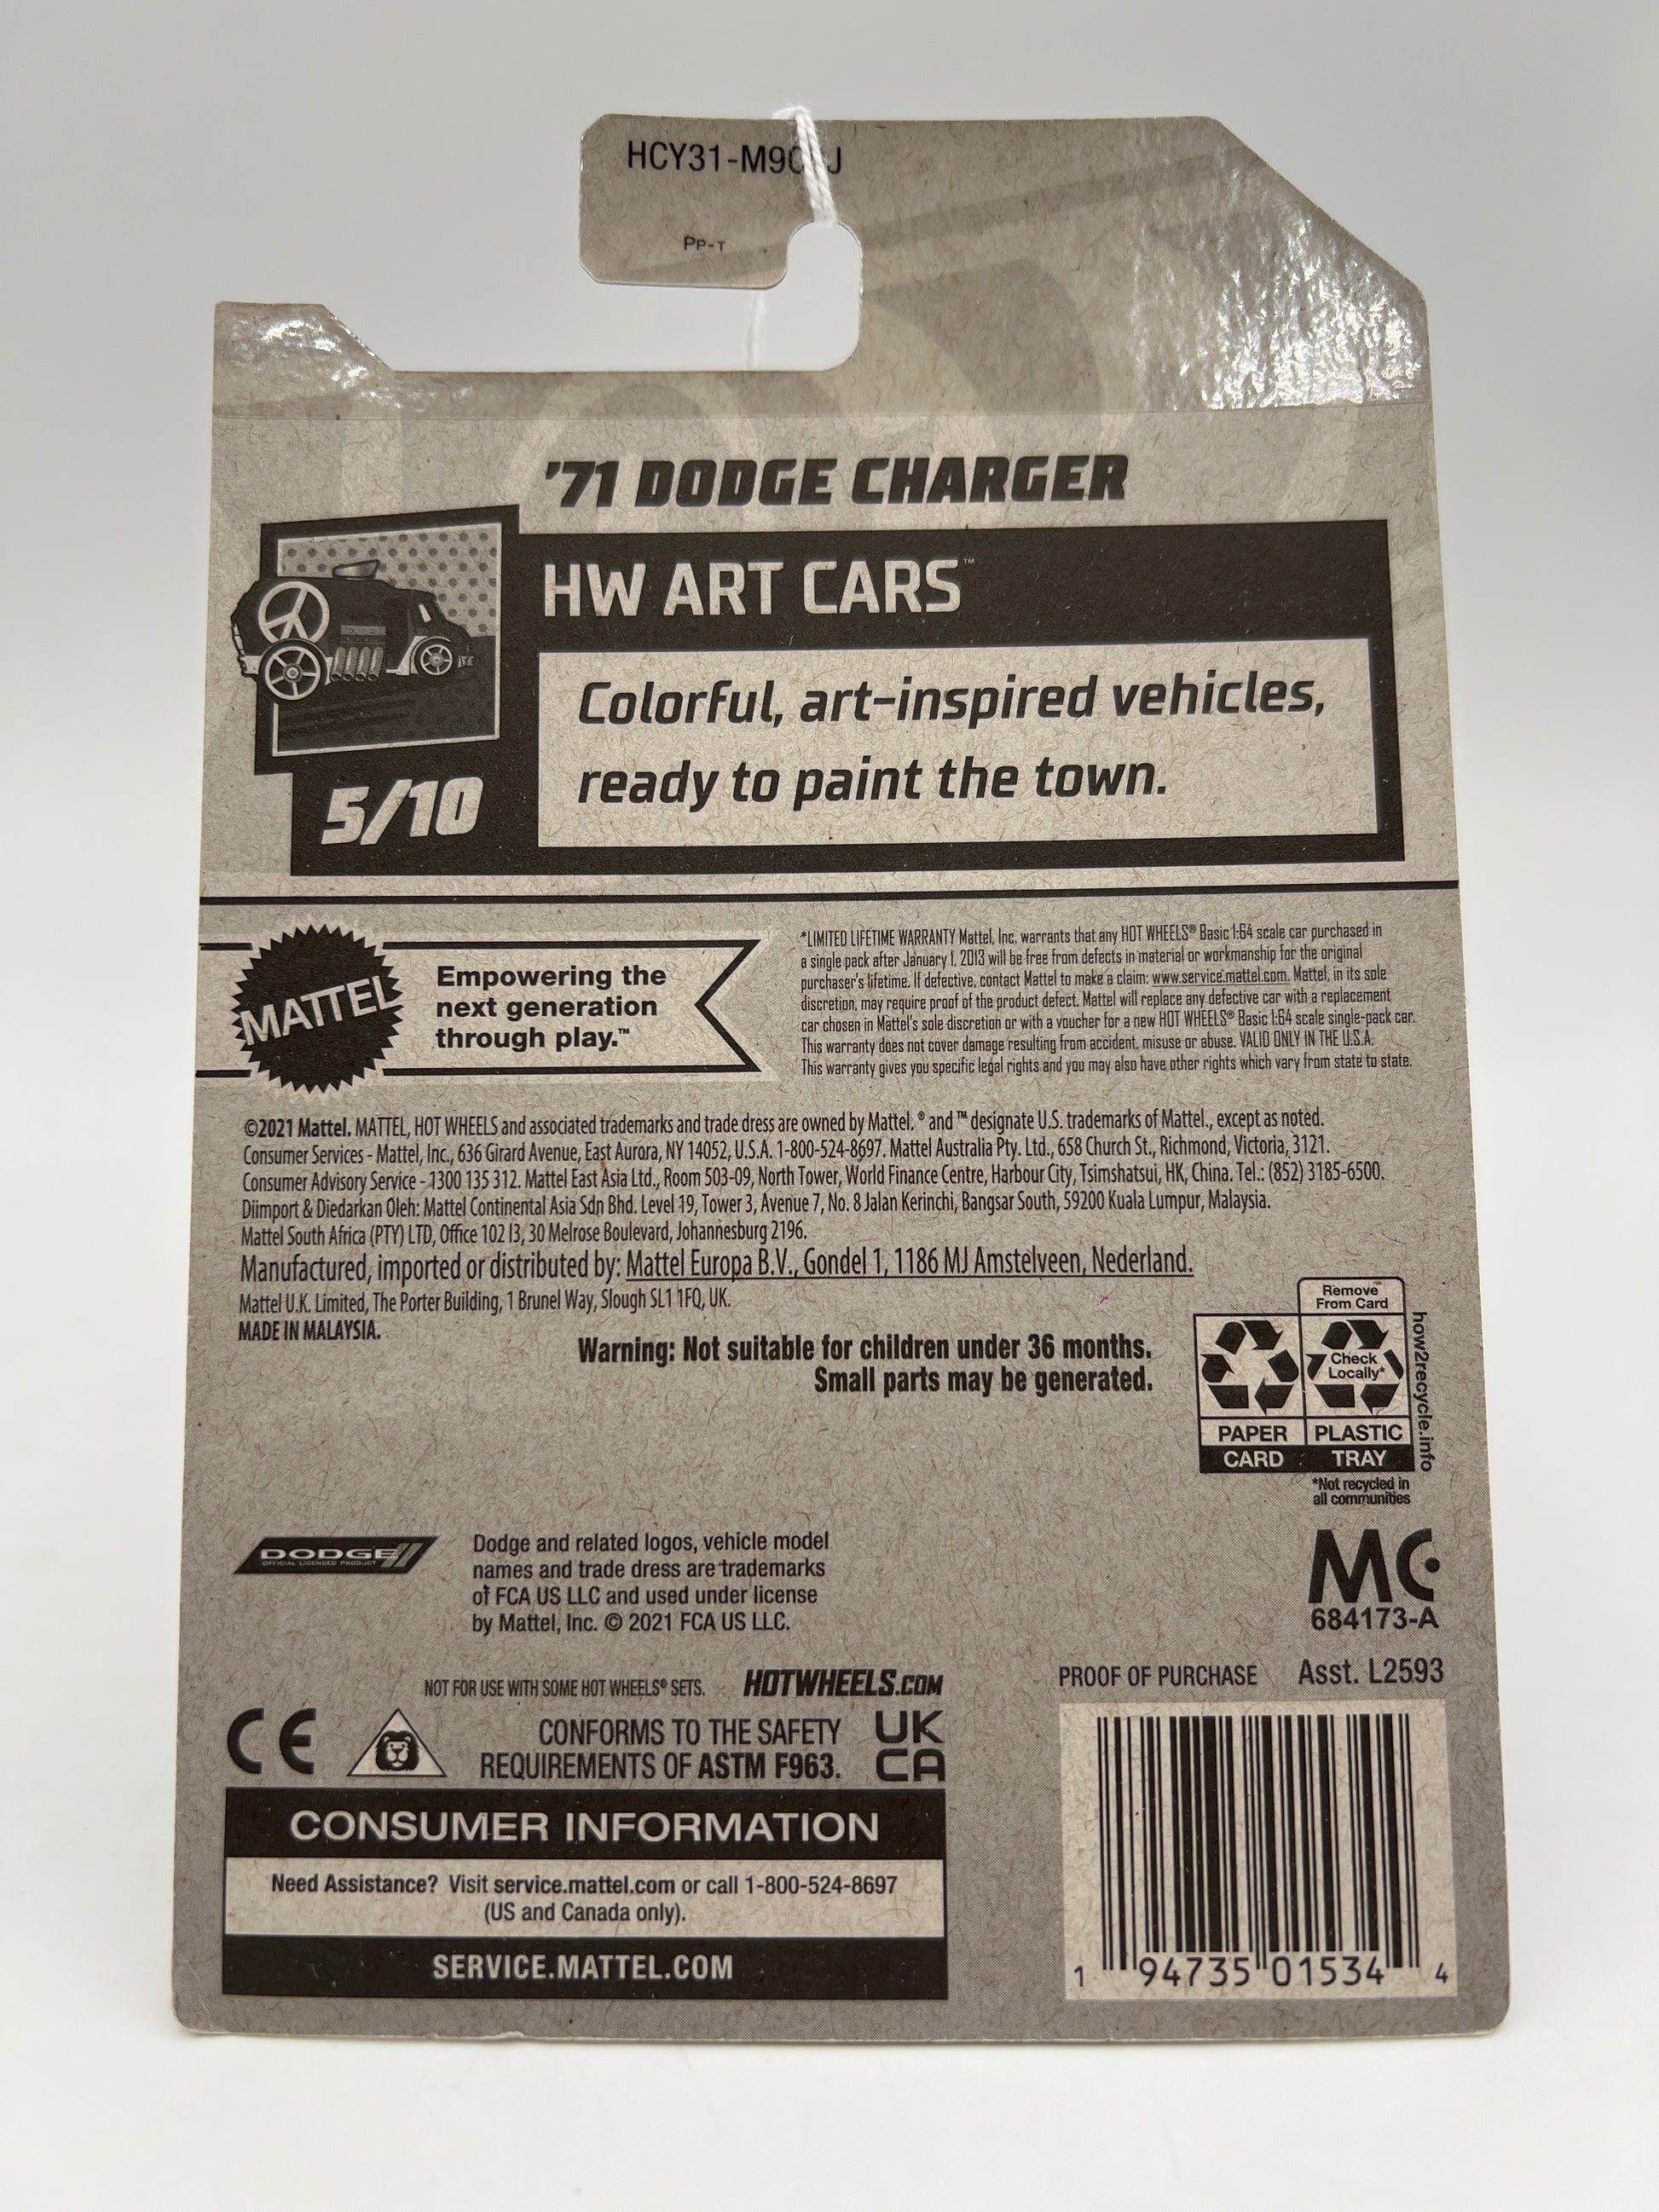 HCY31-M9
PP-T
'71 DODGE CHARGER
HW ART CARS™
Colorful, art-inspired vehicles,
ready to paint the town.
5/10
MATTEL
Empowering the
next generation
through play.™
*LIMITED LIFETIME WARRANTY Mattel, Inc. warrants that any HOT WHEELS® Basic 1:64 scale car purchased in
a single pack after January 1, 2013 will be free from defects in material or workmanship for the original
purchaser's lifetime. If defective, contact Mattel to make a claim: www.service.mattel.com. Mattel, in its sole
discretion, may require proof of the product defect. Mattel will replace any defective car with a replacement
car chosen in Mattel's sole discretion or with a voucher for a new HOT WHEELS® Basic 1:64 scale single-pack car.
This warranty does not cover damage resulting from accident, misuse or abuse. VALID ONLY IN THE U.S.A.
This warranty gives you specific legal rights and you may also have other rights which vary from state to state.
©2021 Mattel. MATTEL, HOT WHEELS and associated trademarks and trade dress are owned by Mattel. ® and ™ designate U.S. trademarks of Mattel., except as noted.
Consumer Services - Mattel, Inc., 636 Girard Avenue, East Aurora, NY 14052, U.S.A. 1-800-524-8697. Mattel Australia Pty. Ltd., 658 Church St., Richmond, Victoria, 3121.
Consumer Advisory Service - 1300 135 312. Mattel East Asia Ltd., Room 503-09, North Tower, World Finance Centre, Harbour City, Tsimshatsui, HK, China. Tel.: (852) 3185-6500.
Diimport & Diedarkan Oleh: Mattel Continental Asia Sdn Bhd. Level 19, Tower 3, Avenue 7, No. 8 Jalan Kerinchi, Bangsar South, 59200 Kuala Lumpur, Malaysia.
Mattel South Africa (PTY) LTD, Office 102 I3, 30 Melrose Boulevard, Johannesburg 2196.
Manufactured, imported or distributed by: Mattel Europa B.V., Gondel 1, 1186 MJ Amstelveen, Nederland.
Mattel U.K. Limited, The Porter Building, 1 Brunel Way, Slough SL1 1FQ, UK.
MADE IN MALAYSIA.
Warning: Not suitable for children under 36 months.
Small parts may be generated.
Remove
From Card
Check
Locally*
PAPER PLASTIC
CARD TRAY
how2recycle.info
*Not recycled in
all communities
DODGE
OFFICIAL LICENSED PRODUCT
Dodge and related logos, vehicle model
names and trade dress are trademarks
of FCA US LLC and used under license
by Mattel, Inc. © 2021 FCA US LLC.
MC
684173-A
NOT FOR USE WITH SOME HOT WHEELS® SETS. HOTWHEELS.COM
PROOF OF PURCHASE Asst. L2593
CE
CONFORMS TO THE SAFETY
REQUIREMENTS OF ASTM F963.
UK
CA
CONSUMER INFORMATION
Need Assistance? Visit service.mattel.com or call 1-800-524-8697
(US and Canada only).
SERVICE.MATTEL.COM
1 94735 01534 4